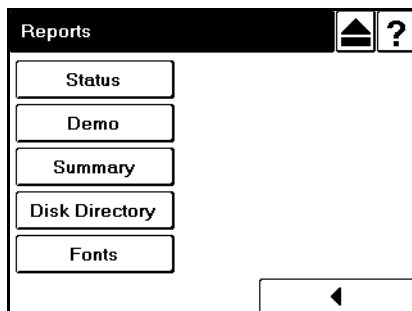 Reports ?
Status
Demo
Summary
Disk Directory
Fonts